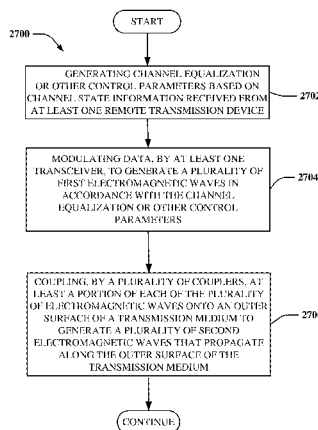 START
2700
GENERATING CHANNEL EQUALIZATION
OR OTHER CONTROL PARAMETERS BASED ON
CHANNEL STATE INFORMATION RECEIVED FROM
AT LEAST ONE REMOTE TRANSMISSION DEVICE
2702
MODULATING DATA, BY AT LEAST ONE
TRANSCEIVER, TO GENERATE A PLURALITY OF
FIRST ELECTROMAGNETIC WAVES IN
ACCORDANCE WITH THE CHANNEL
EQUALIZATION OR OTHER CONTROL
PARAMETERS
2704
COUPLING, BY A PLURALITY OF COUPLERS, AT
LEAST A PORTION OF EACH OF THE PLURALITY
OF ELECTROMAGNETIC WAVES ONTO AN OUTER
SURFACE OF A TRANSMISSION MEDIUM TO
GENERATE A PLURALITY OF SECOND
ELECTROMAGNETIC WAVES THAT PROPAGATE
ALONG THE OUTER SURFACE OF THE
TRANSMISSION MEDIUM
270
CONTINUE